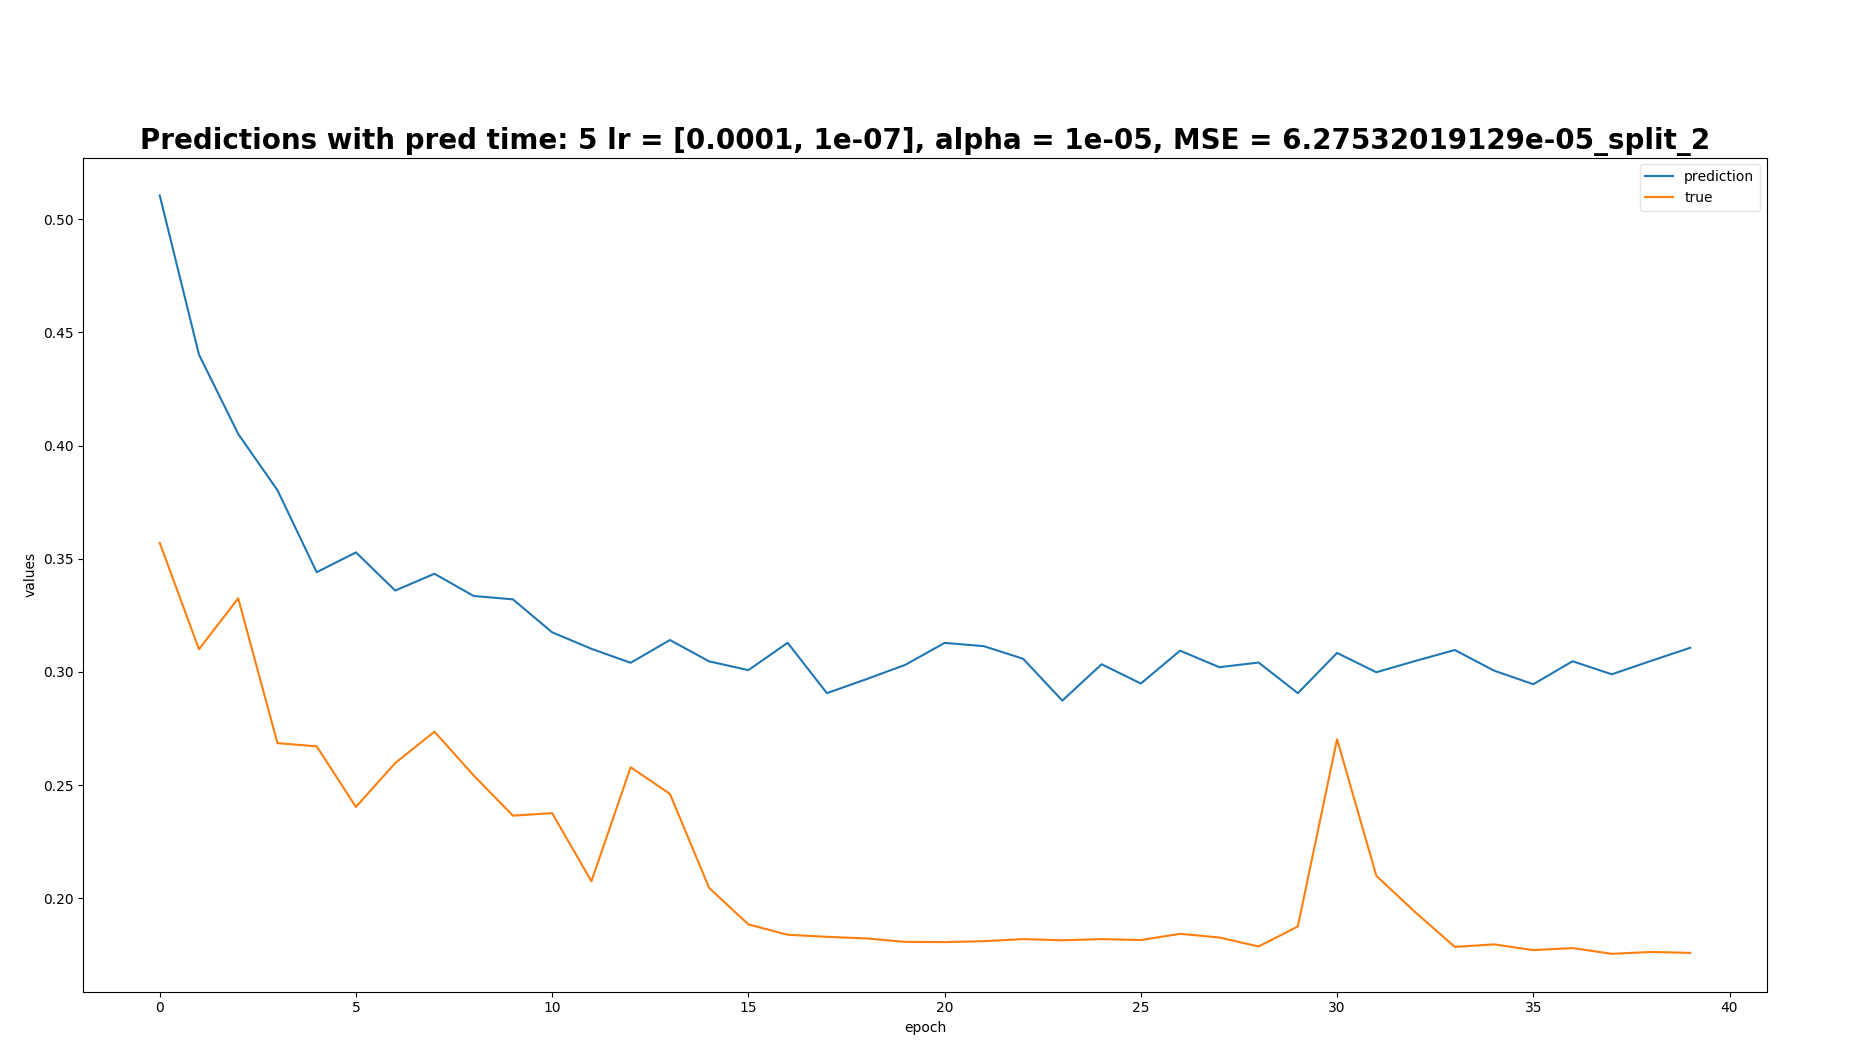 Predictions with pred time: 5 lr = [0.0001, 1e-07], alpha = 1e-05, MSE = 6.27532019129e-05_split_2
prediction
true
0.50
0.45
0.40
0.35
0.30
0.25
0.20
values
0 5 10 15 20 25 30 35 40
epoch